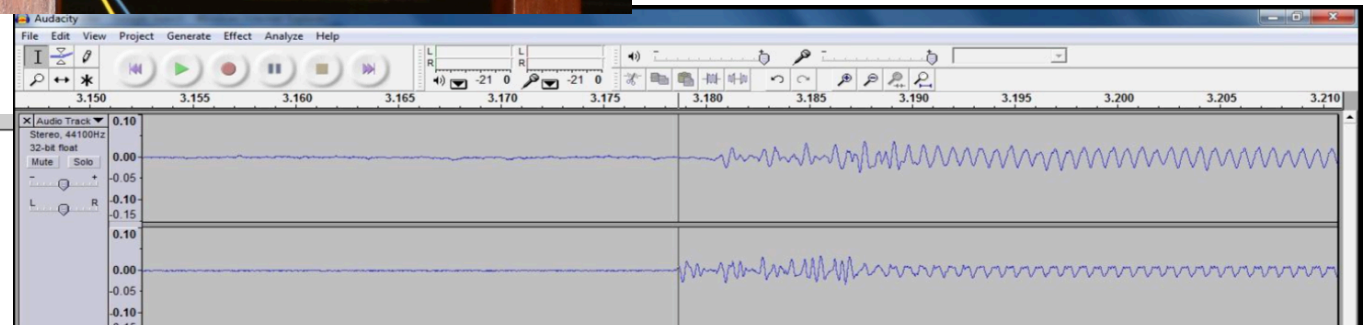 Audacity
File Edit View Project Generate Effect Analyze Help
L R L R
-21 0 -21 0
3.150 3.155 3.160 3.165 3.170 3.175 3.180 3.185 3.190 3.195 3.200 3.205 3.210
X Audio Track
Stereo, 44100Hz
32-bit float
Mute Solo
- +
L R
0.10
0.00
-0.05
-0.10
-0.15
0.10
0.00
-0.05
-0.10